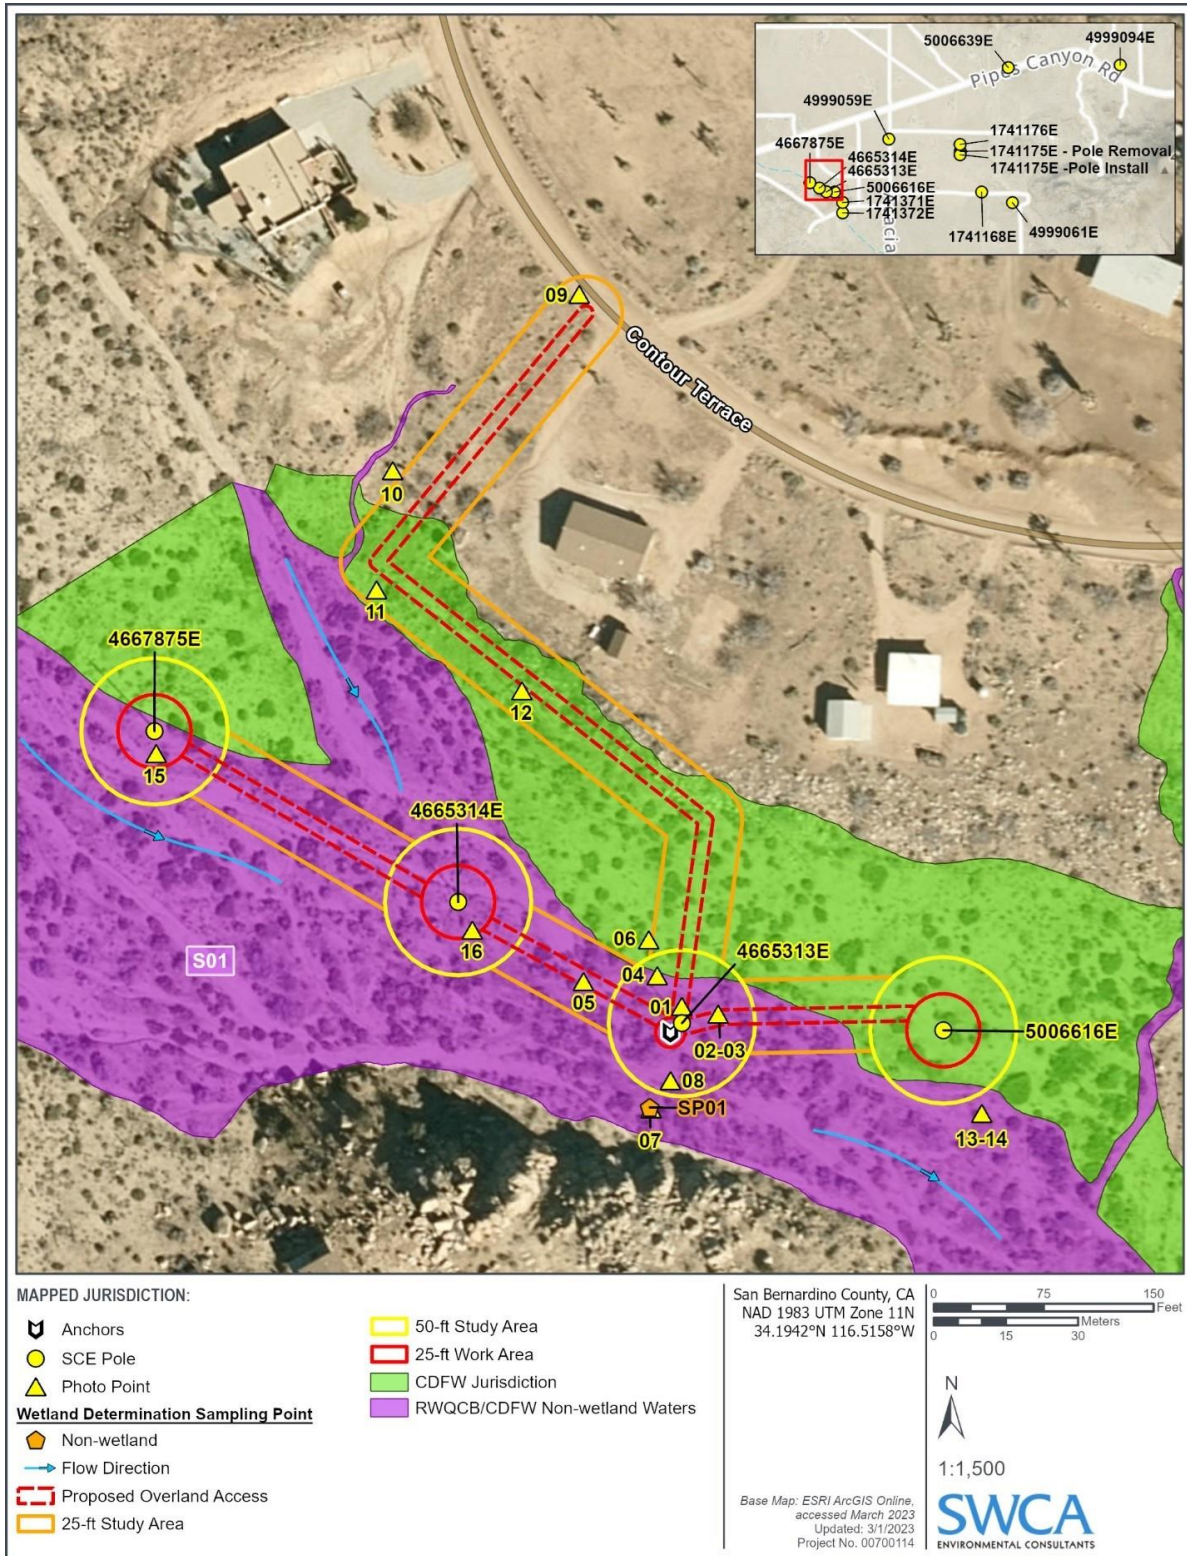 5006639E
4999094E
Pipes Canyon Rd
4999059E
1741176E
4667875E
4665314E
1741175E - Pole Removal
4665313E
1741175E -Pole Install
5006616E
1741371E
1741372E
acia
1741168E
4999061E
09
Contour Terrace
10
11
4667875E
12
15
4665314E
06
4665313E
S01
16
04
05
01
02-03
5006616E
08
SP01
07
13-14
MAPPED JURISDICTION:
Anchors
SCE Pole
Photo Point
Wetland Determination Sampling Point
Non-wetland
Flow Direction
Proposed Overland Access
25-ft Study Area
50-ft Study Area
25-ft Work Area
CDFW Jurisdiction
RWQCB/CDFW Non-wetland Waters
San Bernardino County, CA
NAD 1983 UTM Zone 11N
34.1942°N 116.5158°W
Base Map: ESRI ArcGIS Online,
accessed March 2023
Updated: 3/1/2023
Project No. 00700114
0 75 150
Feet
Meters
0 15 30
N
1:1,500
SWCA
ENVIRONMENTAL CONSULTANTS